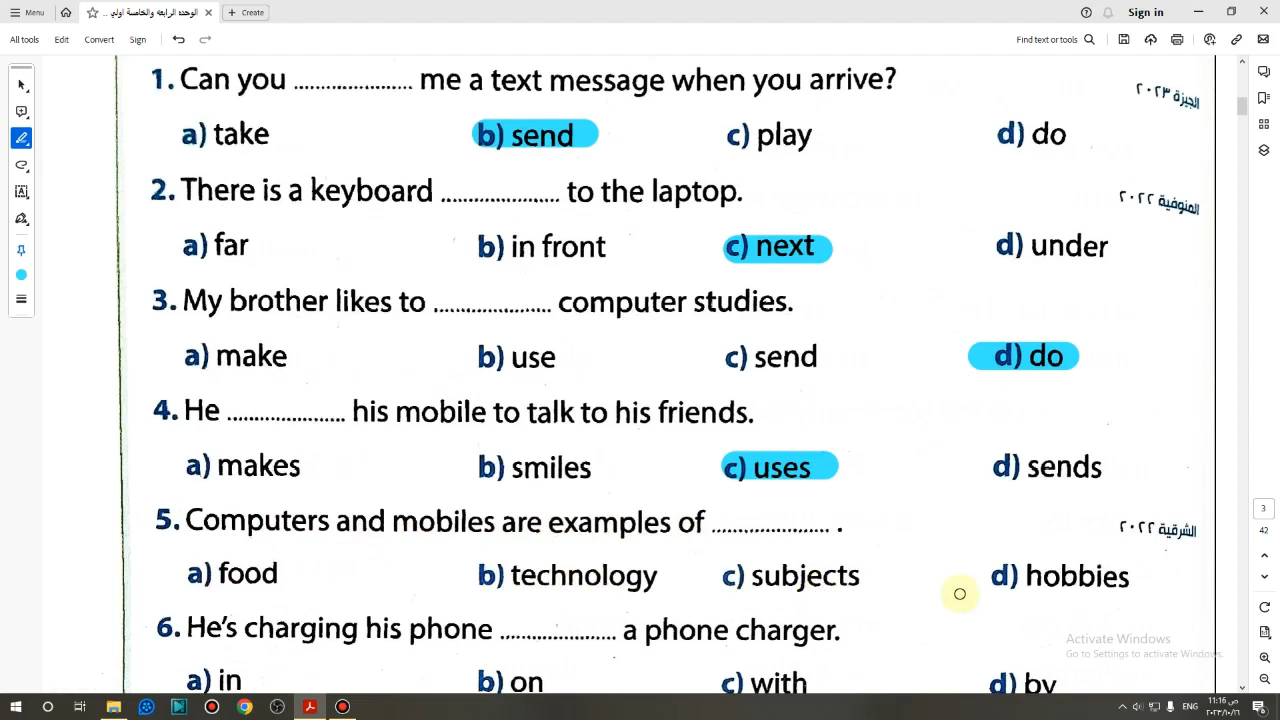 Menu
الوحده الرابعة والخامسة اولي ..
Create
Sign in
All tools Edit Convert Sign
Find text or tools
1. Can you ..................... me a text message when you arrive?
الجيزة ٢٠٢٣
a) take b) send c) play d) do
2. There is a keyboard ..................... to the laptop.
المنوفية ٢٠٢٢
a) far b) in front c) next d) under
3. My brother likes to ..................... computer studies.
a) make b) use c) send d) do
4. He ..................... his mobile to talk to his friends.
a) makes b) smiles c) uses d) sends
5. Computers and mobiles are examples of ..................... .
الشرقية ٢٠٢٢
a) food b) technology c) subjects d) hobbies
6. He's charging his phone ..................... a phone charger.
a) in b) on c) with d) by
3
42
Activate Windows
Go to Settings to activate Windows.
ENG
11:16 ص